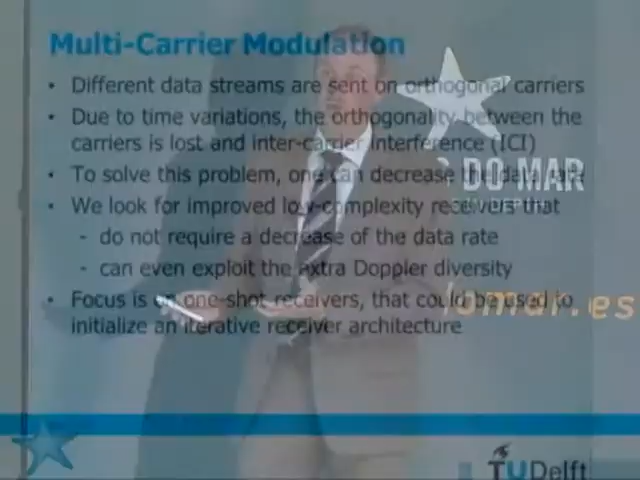 Multi-Carrier Modulation
• Different data streams are sent on orthogonal carriers
• Due to time variations, the orthogonality between the
carriers is lost and inter-carrier interference (ICI)
• To solve this problem, one can decrease the data rate
• We look for improved low-complexity receivers that
- do not require a decrease of the data rate
- can even exploit the extra Doppler diversity
• Focus is on one-shot receivers, that could be used to
initialize an iterative receiver architecture
DO MAR
omar.es
TUDelft